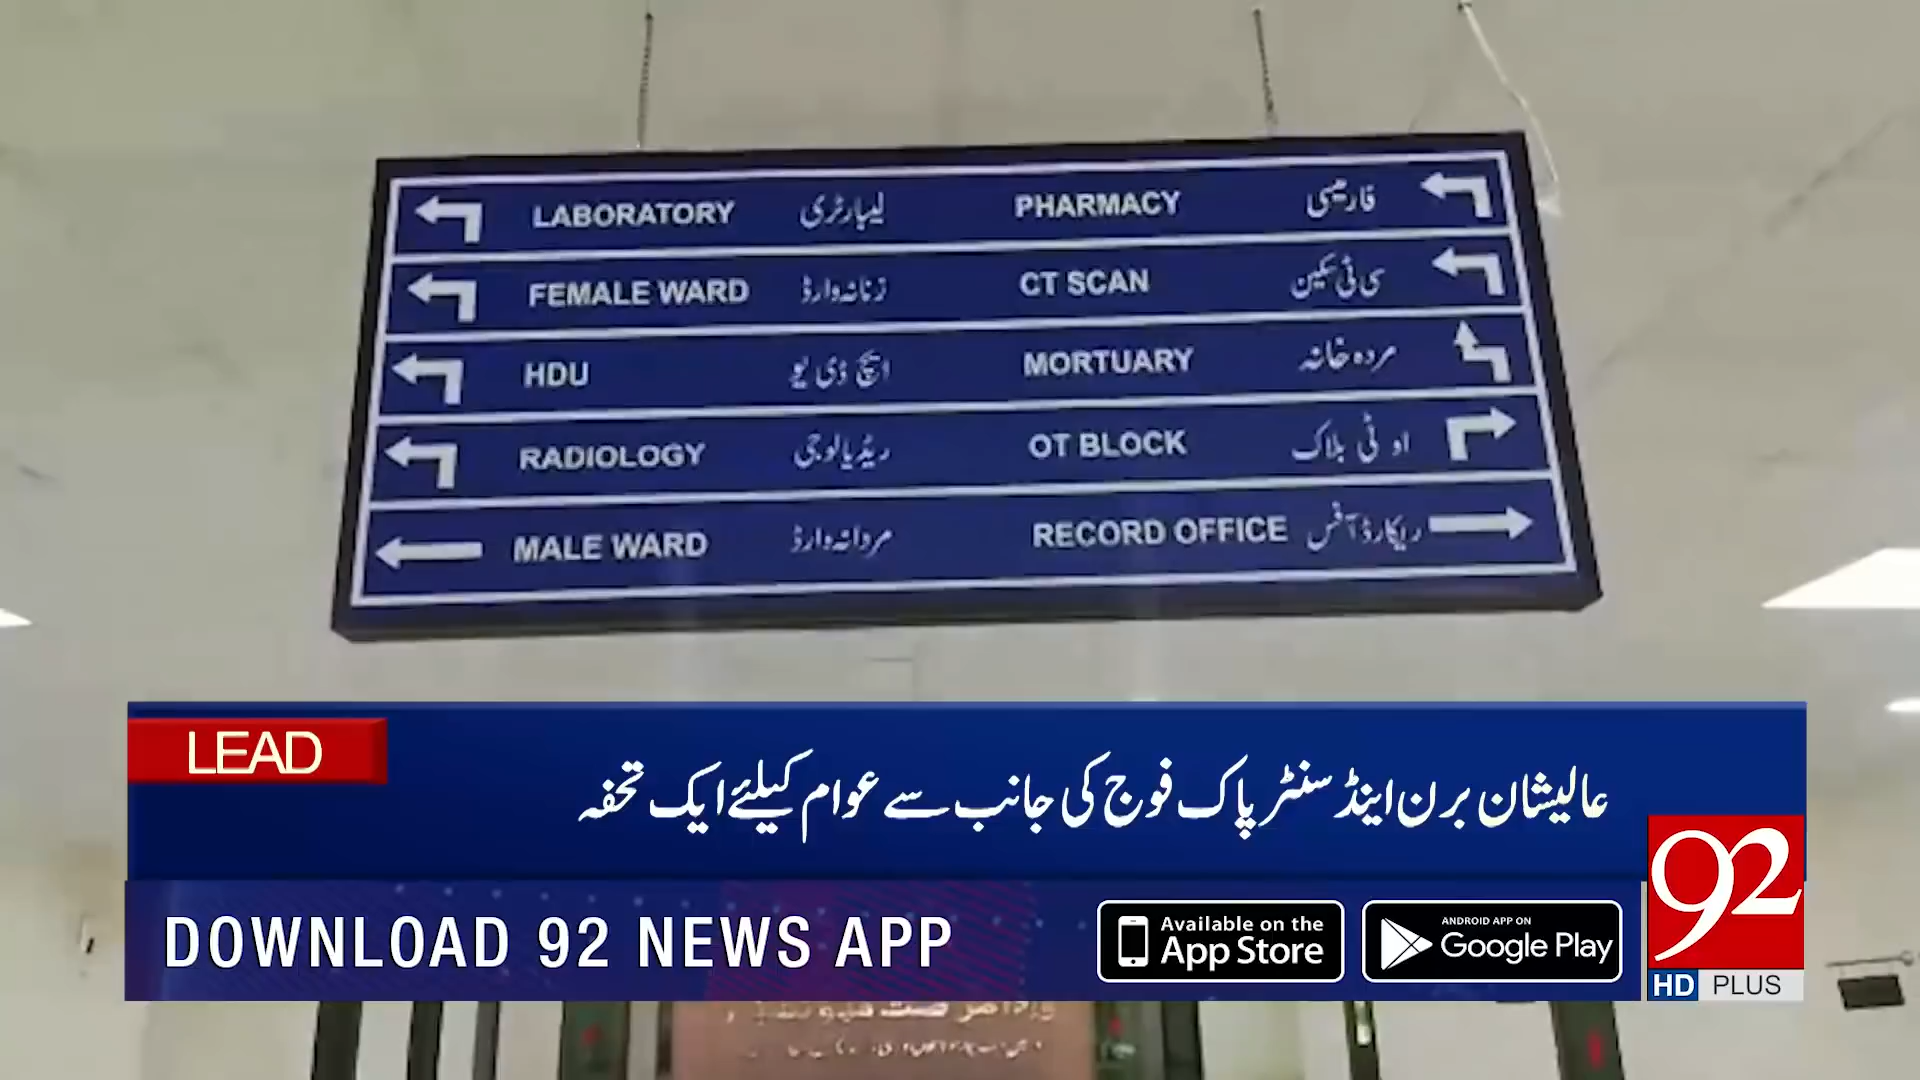 LABORATORY لیبارٹری PHARMACY فارمیسی
FEMALE WARD زنانہ وارڈ CT SCAN سی ٹی سکین
HDU ایچ ڈی یو MORTUARY مردہ خانہ
RADIOLOGY ریڈیالوجی OT BLOCK او ٹی بلاک
MALE WARD مردانہ وارڈ RECORD OFFICE ریکارڈ آفس
LEAD
عالیشان برن اینڈ سنٹر پاک فوج کی جانب سے عوام کیلئے ایک تحفہ
DOWNLOAD 92 NEWS APP
Available on the
App Store
ANDROID APP ON
Google Play
92
HD PLUS